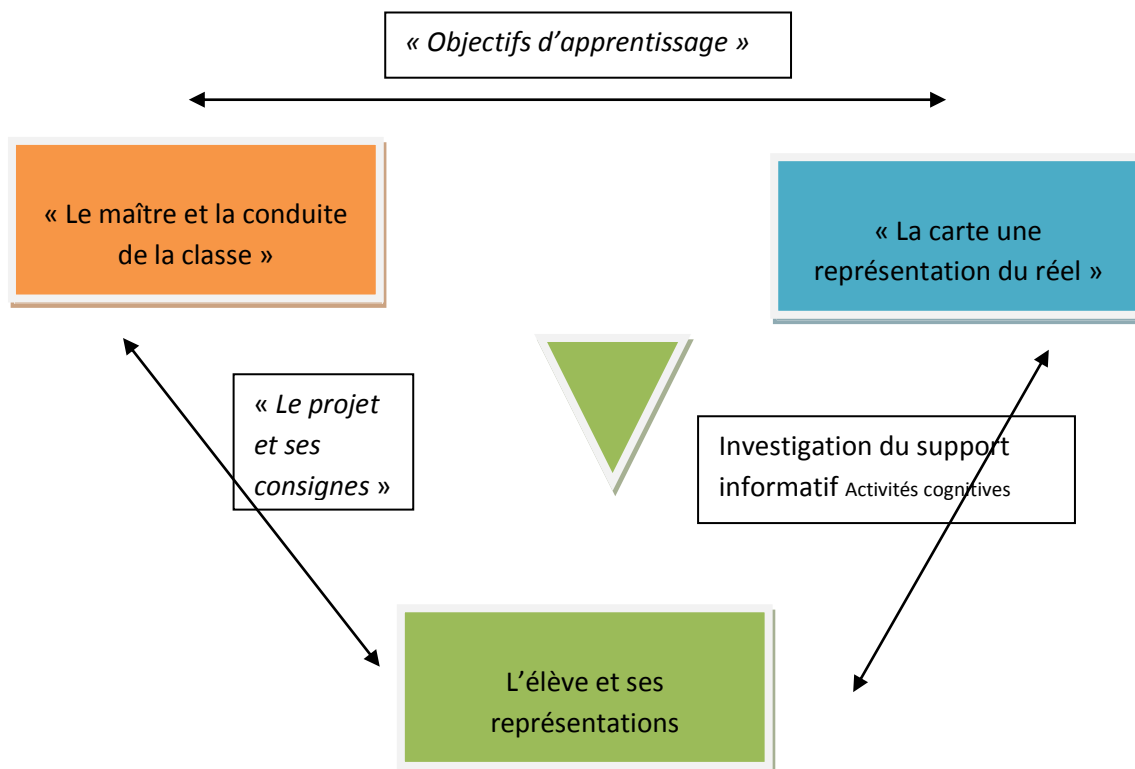 « Objectifs d’apprentissage »
« Le maître et la conduite
de la classe »
« La carte une
représentation du réel »
« Le projet
et ses
consignes »
Investigation du support
informatif Activités cognitives
L’élève et ses
représentations